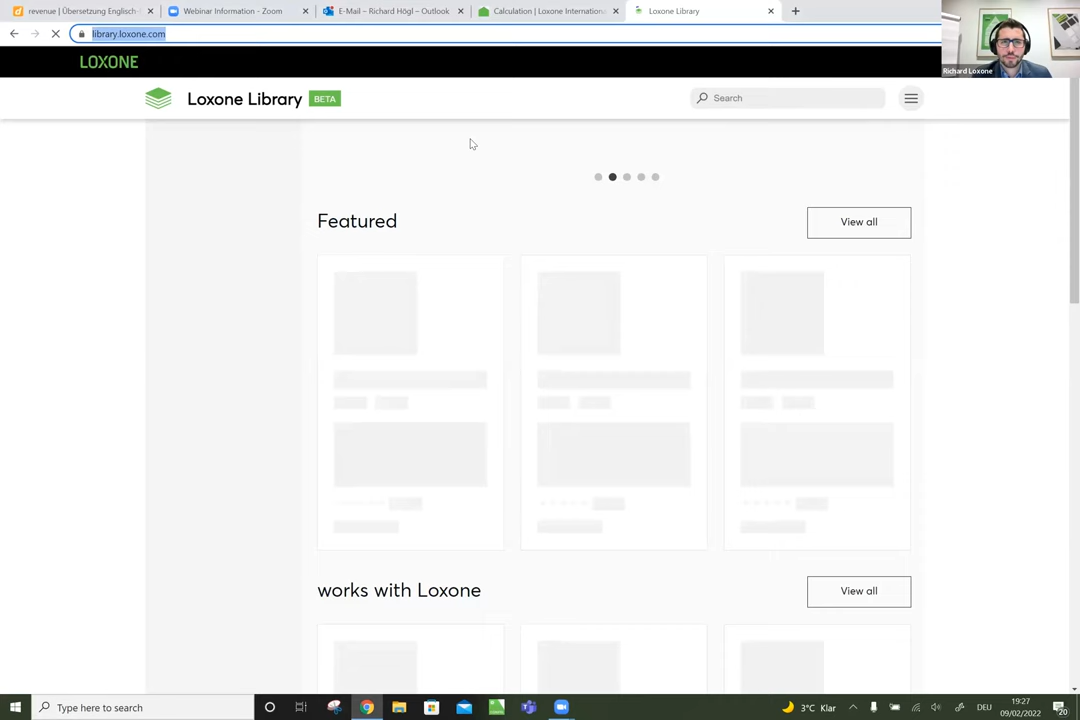 revenue | Übersetzung Englisch-
Webinar Information - Zoom
E-Mail – Richard Högl – Outlook
Calculation | Loxone Internationa
Loxone Library
library.loxone.com
Richard Loxone
LOXONE
Loxone Library BETA
Search
Featured
View all
works with Loxone
View all
Type here to search
3°C Klar
DEU
19:27
09/02/2022
20